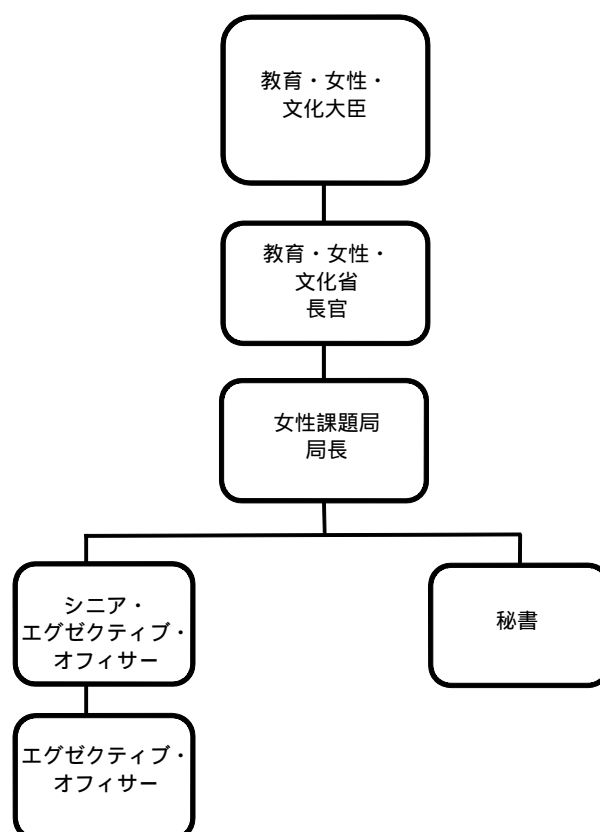 教育・女性・
文化大臣
教育・女性・
文化省
長官
女性課題局
局長
シニア・
エグゼクティブ・
オフィサー
秘書
エグゼクティブ・
オフィサー